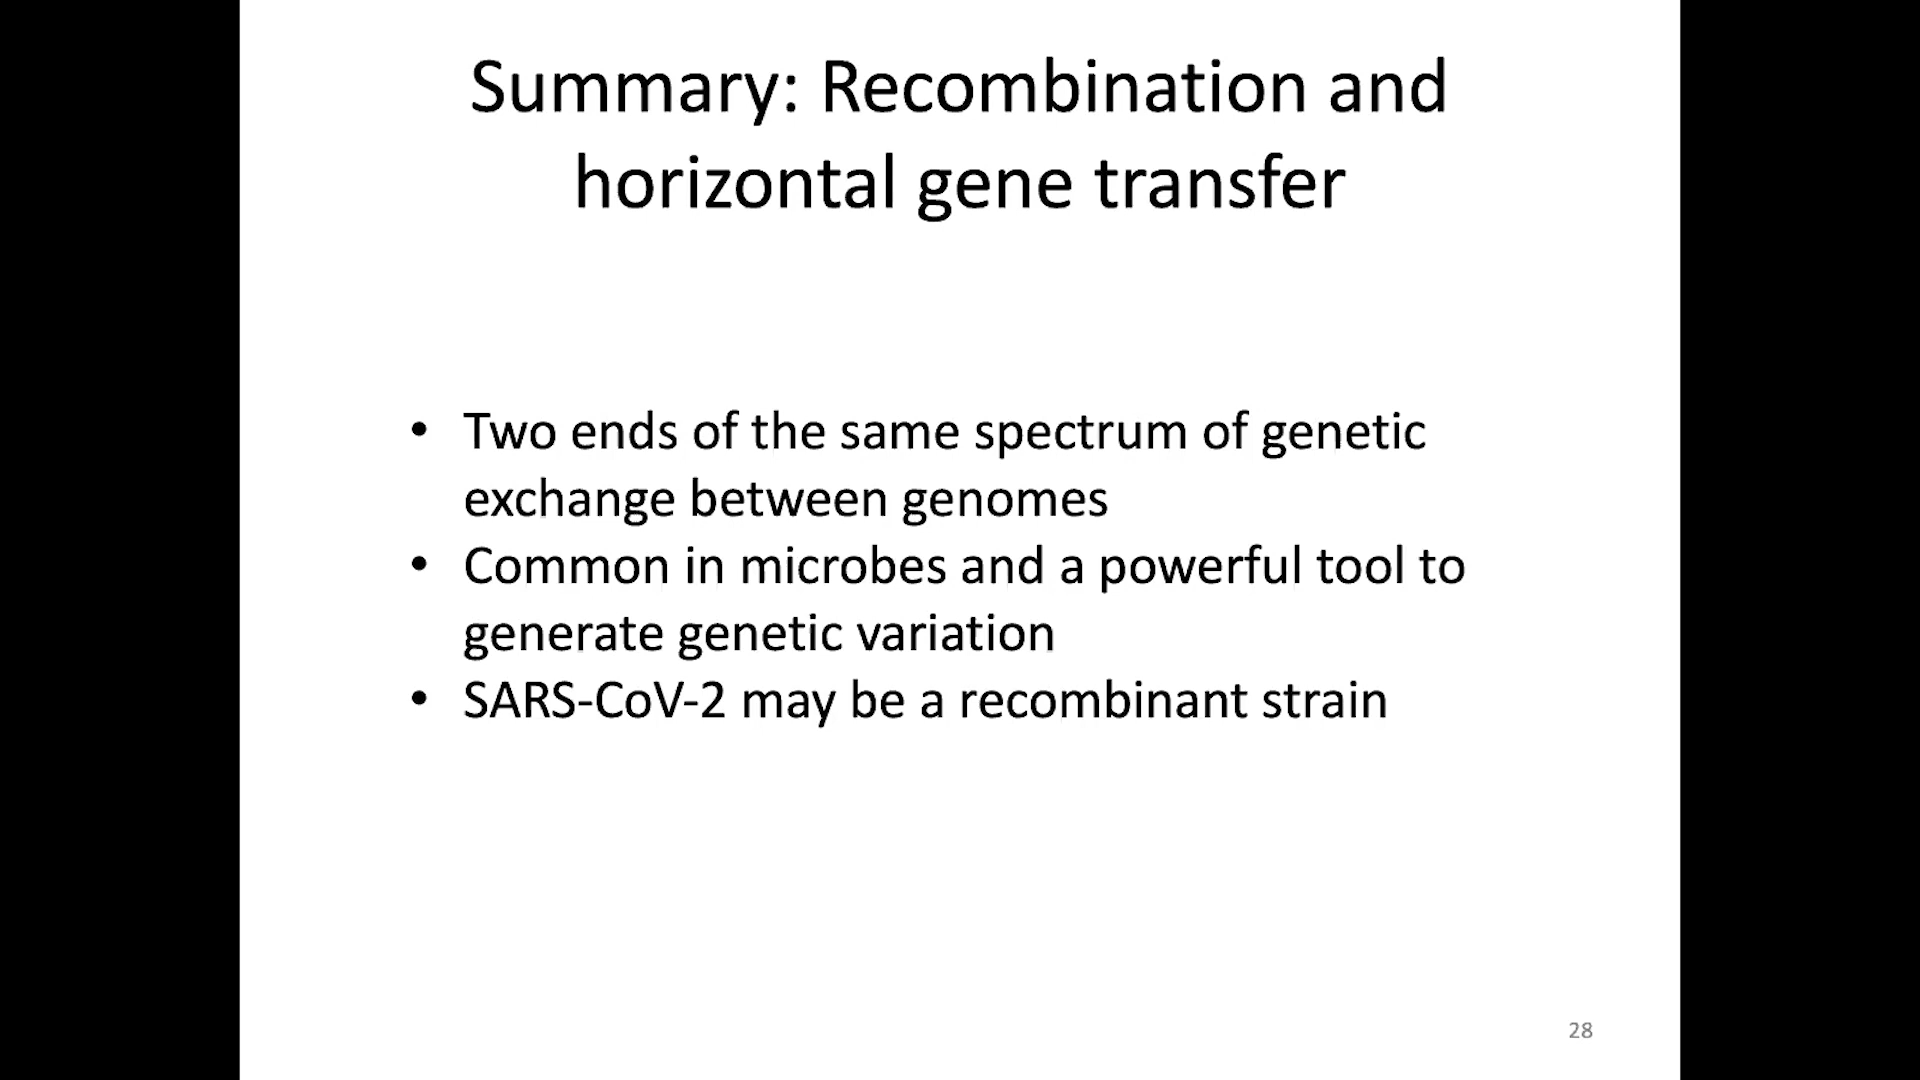 Summary: Recombination and
horizontal gene transfer
• Two ends of the same spectrum of genetic
exchange between genomes
• Common in microbes and a powerful tool to
generate genetic variation
• SARS-CoV-2 may be a recombinant strain
28